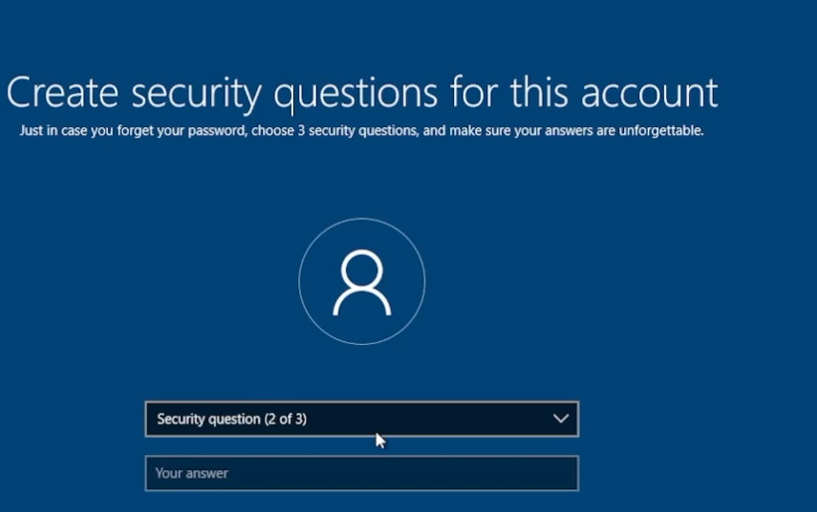 Create security questions for this account
Just in case you forget your password, choose 3 security questions, and make sure your answers are unforgettable.
Security question (2 of 3)
Your answer